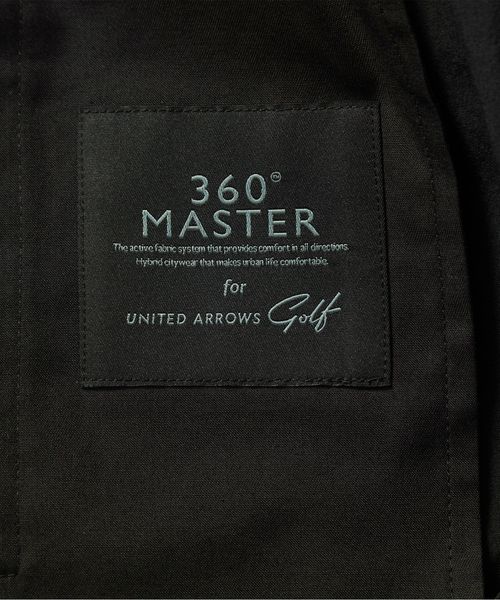 360°™
MASTER
The active fabric system that provides comfort in all directions.
Hybrid citywear that makes urban life comfortable.
for
UNITED ARROWS Golf